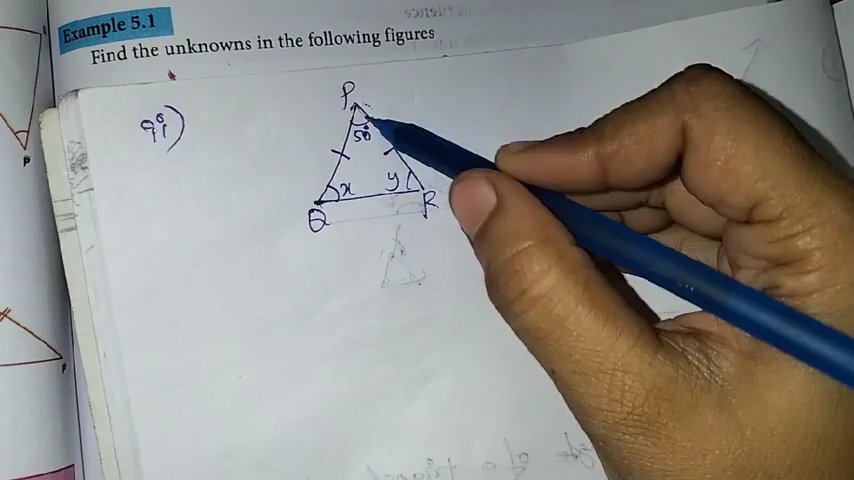 Example 5.1
Find the unknowns in the following figures
P
50°
x
y
Q
R
P
P